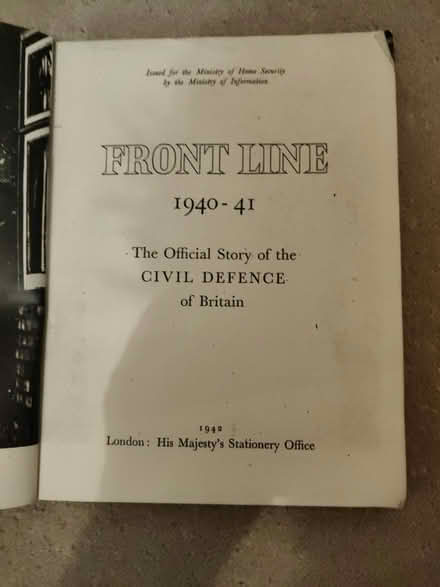 Issued for the Ministry of Home Security
by the Ministry of Information
FRONT LINE
1940 - 41
The Official Story of the
CIVIL DEFENCE
of Britain
1942
London: His Majesty's Stationery Office